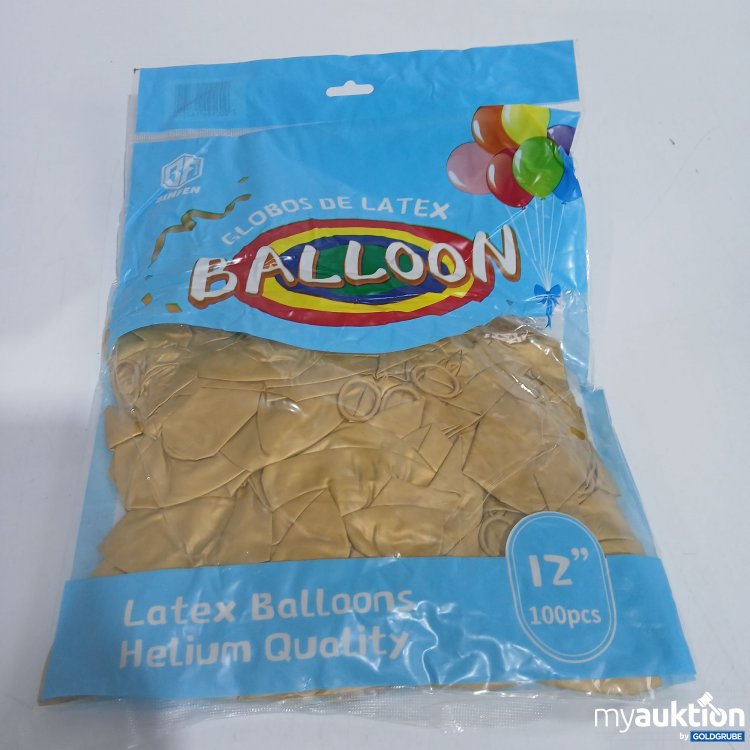 GLOBOS DE LATEX
BALLOON
12”
100pcs
Latex Balloons
Helium Quality
myauktion
by GOLDGRUBE